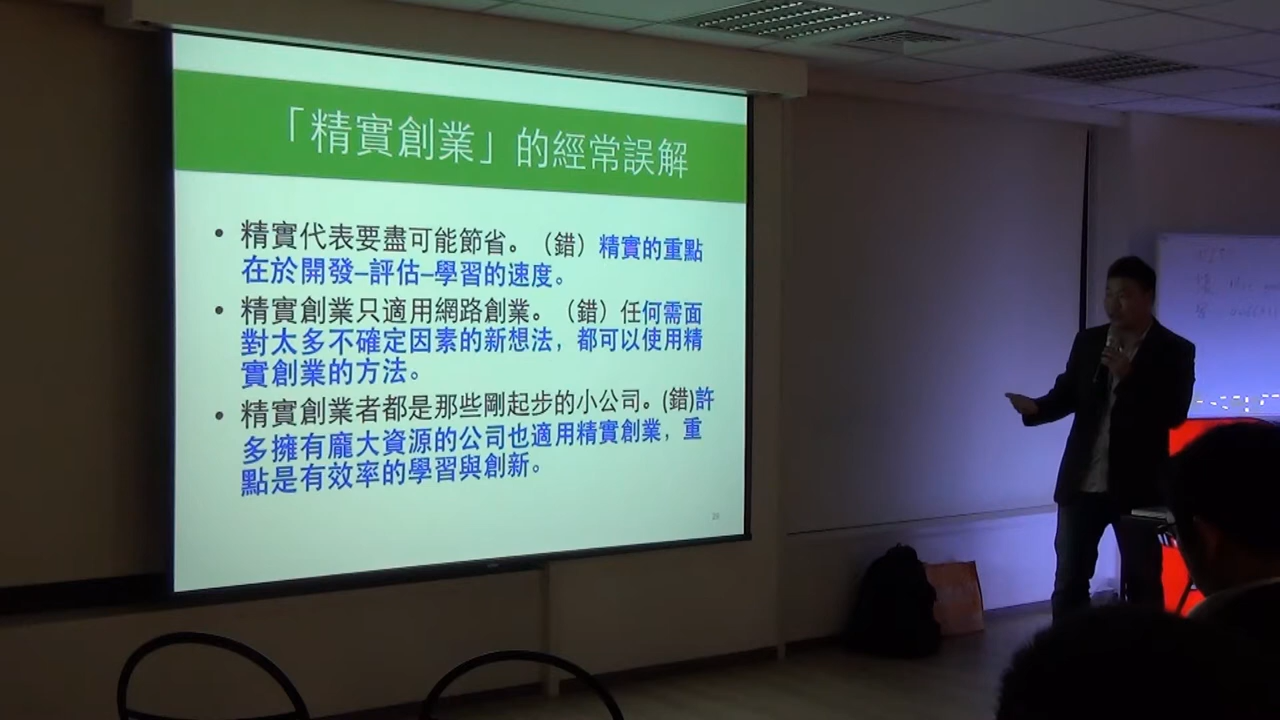 「精實創業」的經常誤解
• 精實代表要盡可能節省。（錯）精實的重點
在於開發–評估–學習的速度。
• 精實創業只適用網路創業。（錯）任何需面
對太多不確定因素的新想法，都可以使用精
實創業的方法。
• 精實創業者都是那些剛起步的小公司。(錯)許
多擁有龐大資源的公司也適用精實創業，重
點是有效率的學習與創新。